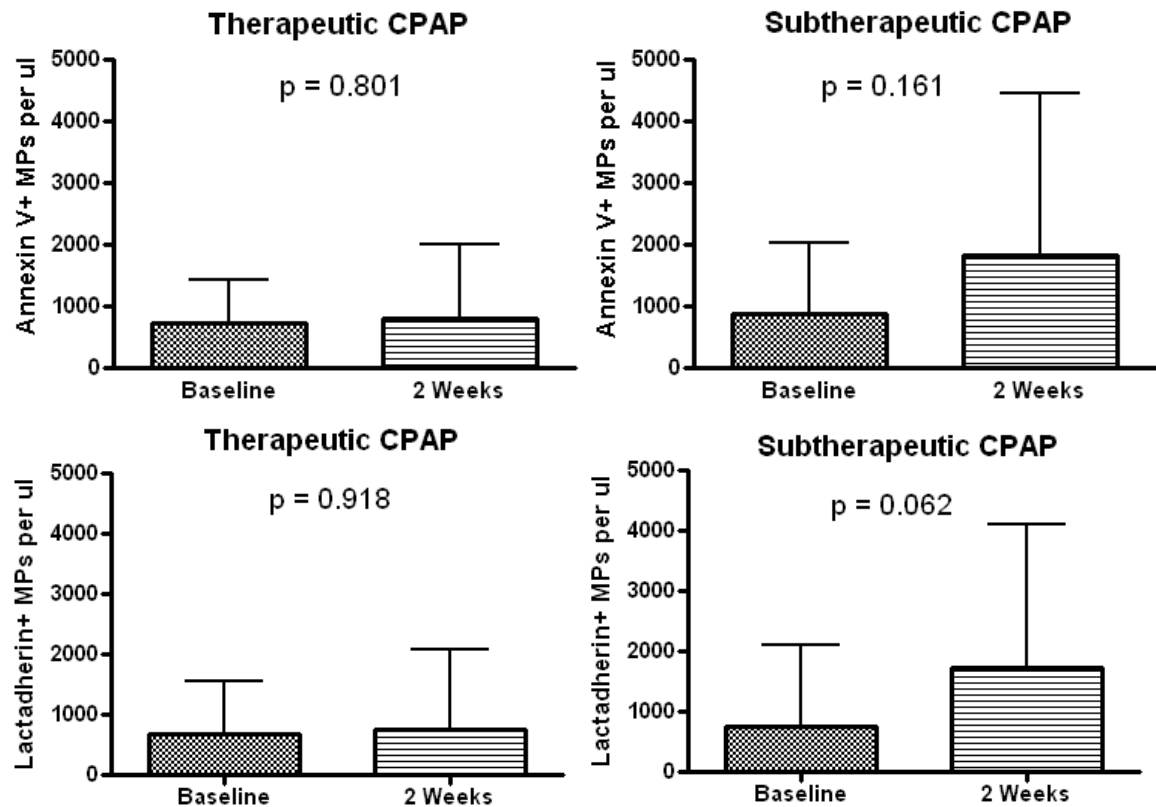 Therapeutic CPAP
Annexin V+ MPs per ul
5000
4000
3000
2000
1000
0
p = 0.801
Baseline 2 Weeks
Subtherapeutic CPAP
Annexin V+ MPs per ul
5000
4000
3000
2000
1000
0
p = 0.161
Baseline 2 Weeks
Therapeutic CPAP
Lactadherin+ MPs per ul
5000
4000
3000
2000
1000
0
p = 0.918
Baseline 2 Weeks
Subtherapeutic CPAP
Lactadherin+ MPs per ul
5000
4000
3000
2000
1000
0
p = 0.062
Baseline 2 Weeks